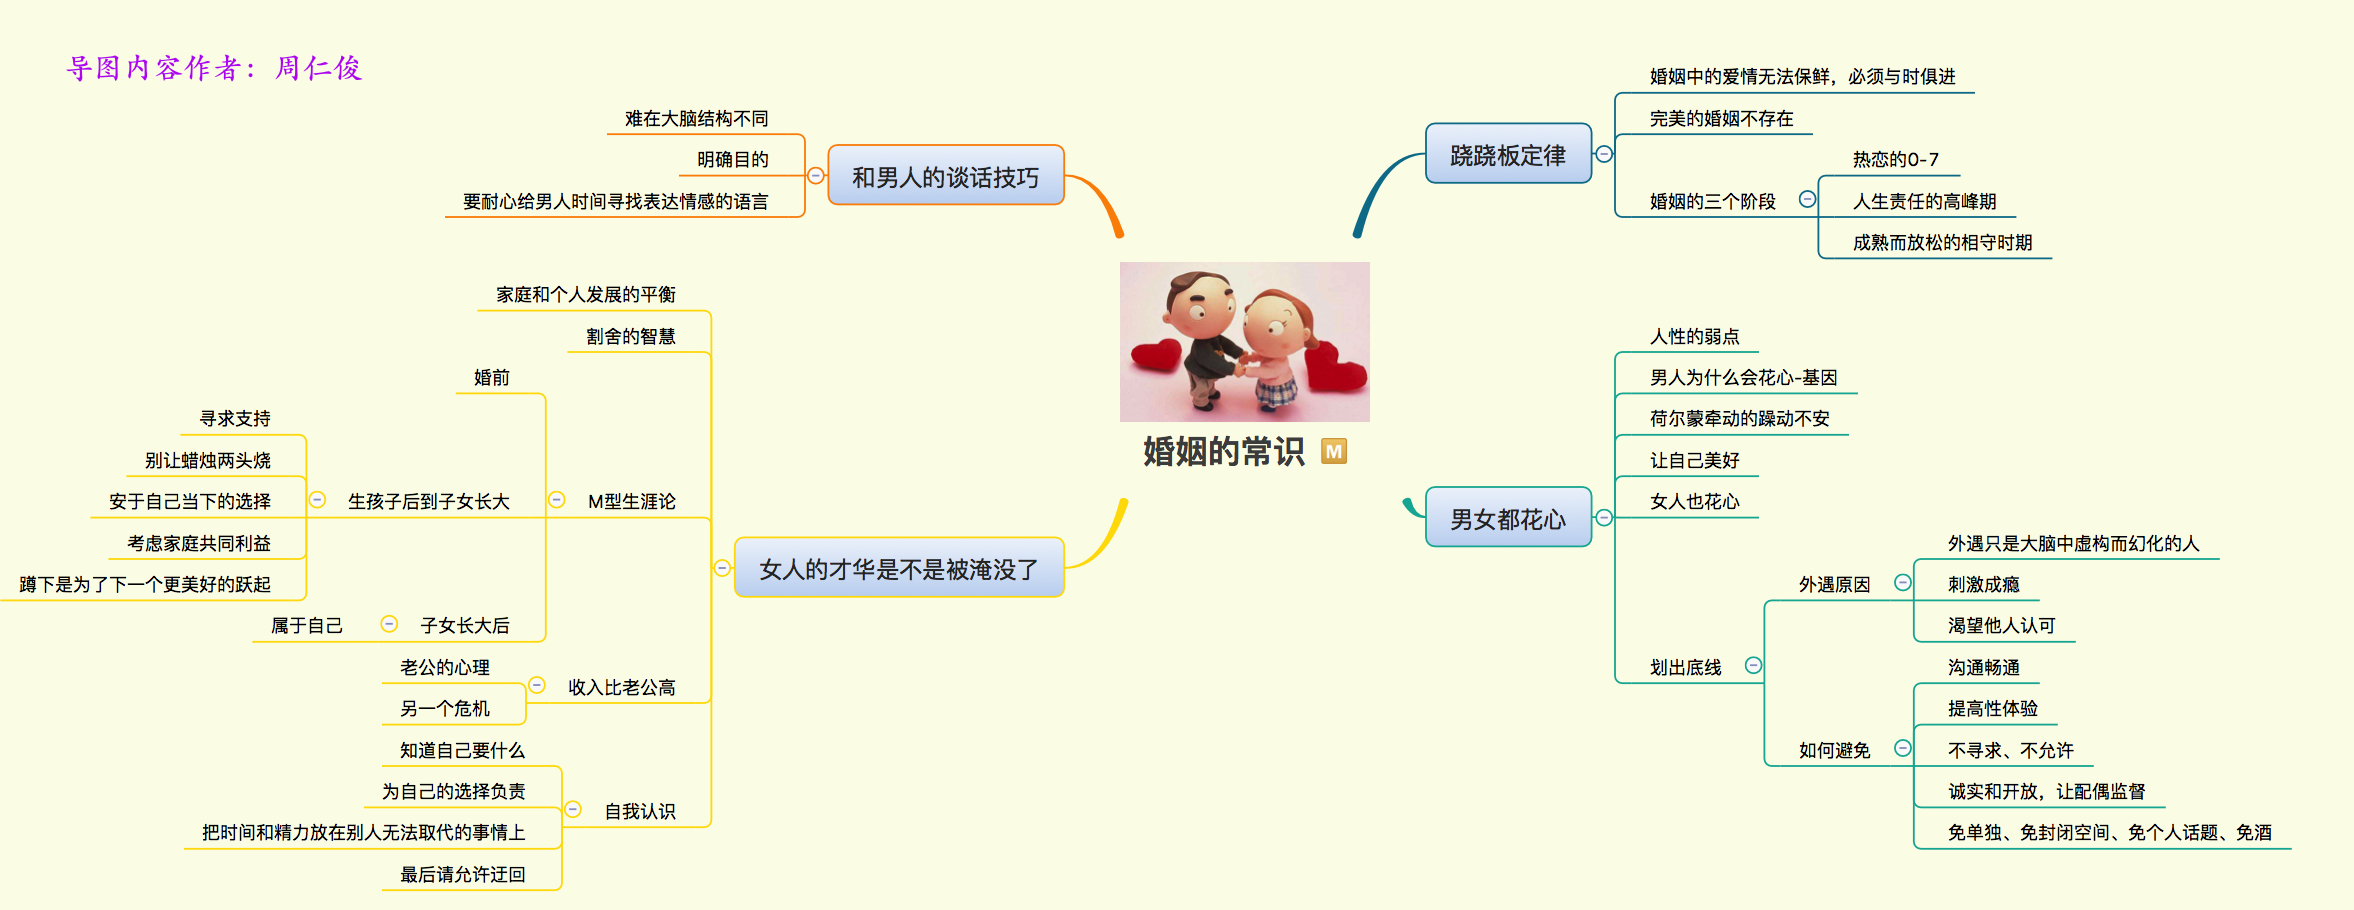 导图内容作者：周仁俊
婚姻的常识
M
跷跷板定律
婚姻中的爱情无法保鲜，必须与时俱进
完美的婚姻不存在
婚姻的三个阶段
热恋的0-7
人生责任的高峰期
成熟而放松的相守时期
男女都花心
人性的弱点
男人为什么会花心-基因
荷尔蒙牵动的躁动不安
让自己美好
女人也花心
划出底线
外遇原因
外遇只是大脑中虚构而幻化的人
刺激成瘾
渴望他人认可
如何避免
沟通畅通
提高性体验
不寻求、不允许
诚实和开放，让配偶监督
免单独、免封闭空间、免个人话题、免酒
和男人的谈话技巧
难在大脑结构不同
明确目的
要耐心给男人时间寻找表达情感的语言
女人的才华是不是被淹没了
家庭和个人发展的平衡
割舍的智慧
M型生涯论
婚前
生孩子后到子女长大
寻求支持
别让蜡烛两头烧
安于自己当下的选择
考虑家庭共同利益
蹲下是为了下一个更美好的跃起
子女长大后
属于自己
收入比老公高
老公的心理
另一个危机
自我认识
知道自己要什么
为自己的选择负责
把时间和精力放在别人无法取代的事情上
最后请允许迂回